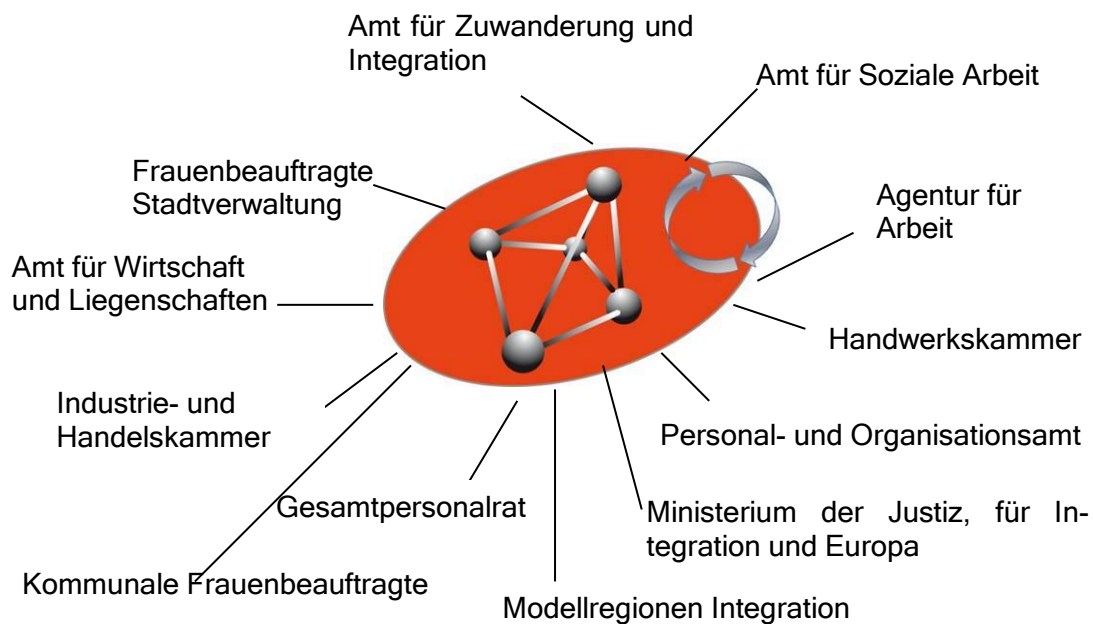 Amt für Zuwanderung und
Integration
Amt für Soziale Arbeit
Frauenbeauftragte
Stadtverwaltung
Agentur für
Arbeit
Amt für Wirtschaft
und Liegenschaften
Handwerkskammer
Industrie- und
Handelskammer
Personal- und Organisationsamt
Gesamtpersonalrat
Ministerium der Justiz, für In-
tegration und Europa
Kommunale Frauenbeauftragte
Modellregionen Integration